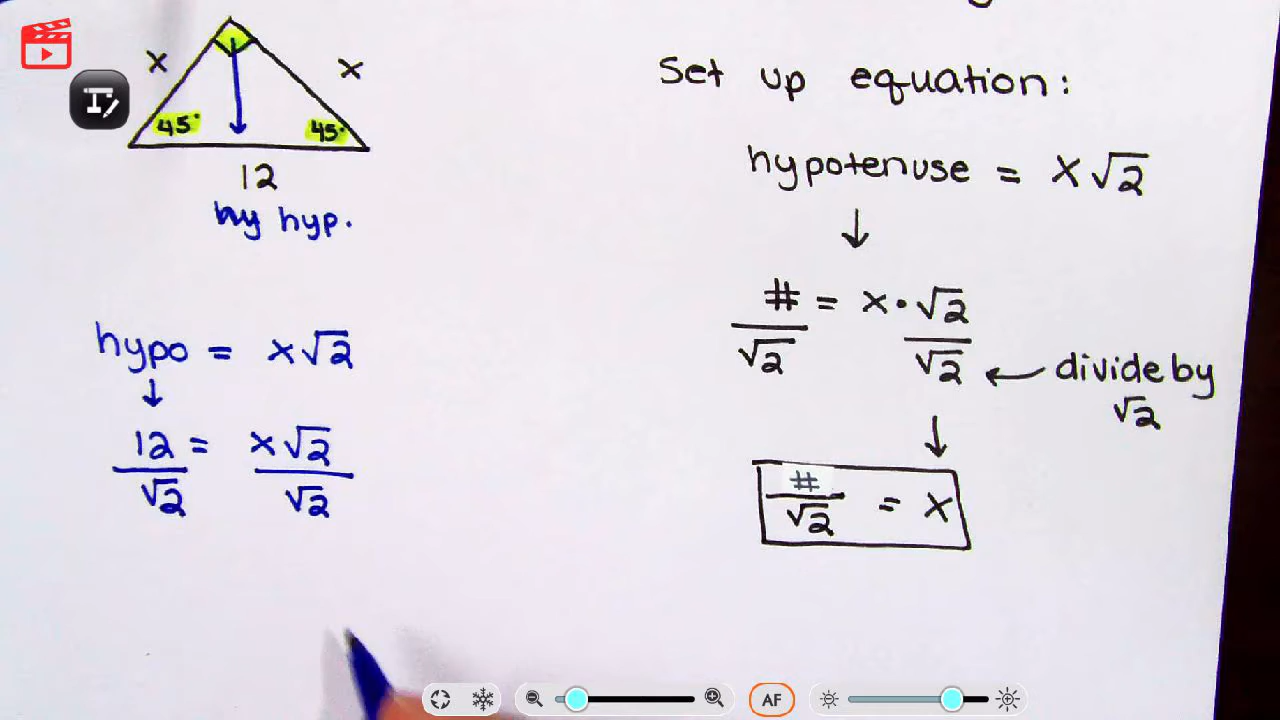 x
x
45°
45°
12
hyp.
hypo = x√2
↓
12 = x√2
√2 √2
Set up equation:
hypotenuse = x√2
↓
# = x • √2
√2 √2 ← divide by
√2
↓
#
√2 = x
AF